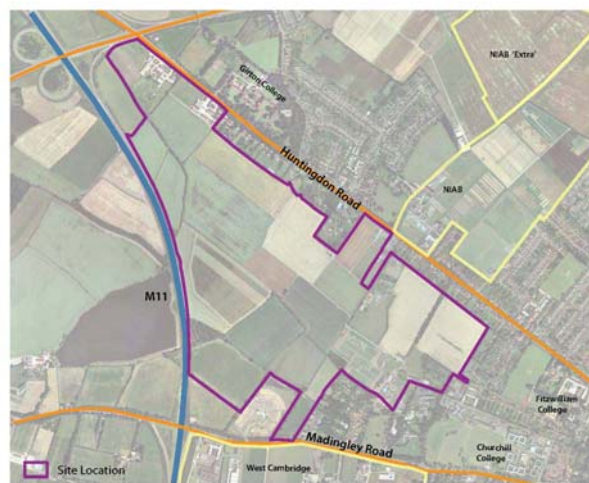 NIAB 'Extra'
Girton College
Huntingdon Road
NIAB
M11
Fitzwilliam
College
Madingley Road
Churchill
College
West Cambridge
Site Location